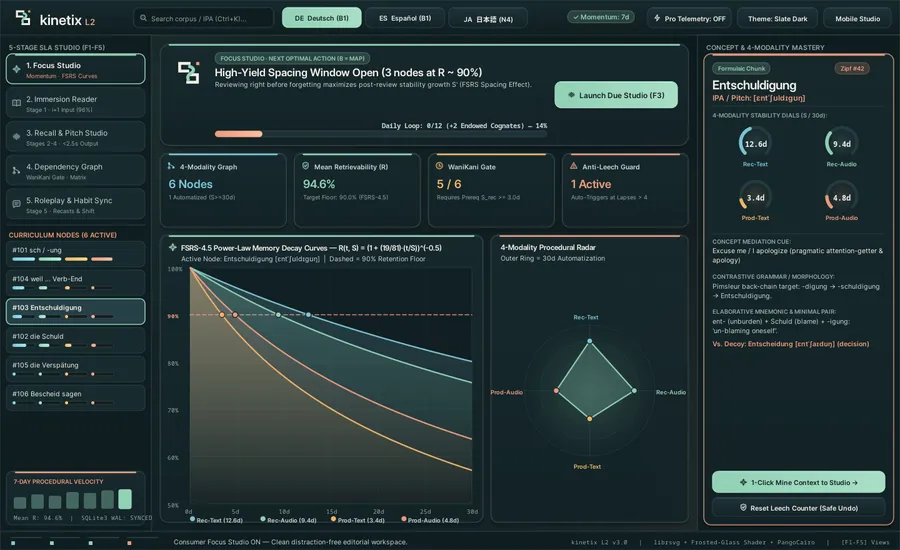 kinetix L2
Search corpus / IPA (Ctrl+K)...
DE Deutsch (B1)
ES Español (B1)
JA 日本語 (N4)
✓ Momentum: 7d
Pro Telemetry: OFF
Theme: Slate Dark
Mobile Studio
5-STAGE SLA STUDIO (F1-F5)
1. Focus Studio
Momentum · FSRS Curves
2. Immersion Reader
Stage 1 · i+1 Input (98%)
3. Recall & Pitch Studio
Stages 2-4 · <2.5s Output
4. Dependency Graph
WaniKani Gate · Matrix
5. Roleplay & Habit Sync
Stage 5 · Recasts & Shift
CURRICULUM NODES (6 ACTIVE)
#101 sch / -ung
#104 weil ... Verb-End
#103 Entschuldigung
#102 die Schuld
#105 die Verspätung
#106 Bescheid sagen
7-DAY PROCEDURAL VELOCITY
Mean R: 94.6% | SQLite3 WAL: SYNCED
FOCUS STUDIO · NEXT OPTIMAL ACTION (B = MAP)
High-Yield Spacing Window Open (3 nodes at R ~ 90%)
Reviewing right before forgetting maximizes post-review stability growth S' (FSRS Spacing Effect).
Launch Due Studio (F3)
Daily Loop: 0/12 (+2 Endowed Cognates) — 14%
4-Modality Graph
6 Nodes
1 Automatized (S>=30d)
Mean Retrievability (R)
94.6%
Target Floor: 90.0% (FSRS-4.5)
WaniKani Gate
5 / 6
Requires Prereq S_rec >= 3.0d
Anti-Leech Guard
1 Active
Auto-Triggers at Lapses > 4
FSRS-4.5 Power-Law Memory Decay Curves — R(t, S) = (1 + (19/81)·(t/S))^(-0.5)
Active Node: Entschuldigung [ɛntˈʃʊldɪɡʊŋ] | Dashed = 90% Retention Floor
100%
90%
80%
70%
60%
50%
0d
5d
10d
15d
20d
25d
30d
Rec-Text (12.6d)
Rec-Audio (9.4d)
Prod-Text (3.4d)
Prod-Audio (4.8d)
4-Modality Procedural Radar
Outer Ring = 30d Automatization
Rec-Text
Prod-Audio
Rec-Audio
Prod-Text
CONCEPT & 4-MODALITY MASTERY
Formulaic Chunk
Zipf #42
Entschuldigung
IPA / Pitch: [ɛntˈʃʊldɪɡʊŋ]
4-MODALITY STABILITY DIALS (S / 30d):
12.6d
Rec-Text
9.4d
Rec-Audio
3.4d
Prod-Text
4.8d
Prod-Audio
CONCEPT MEDIATION CUE:
Excuse me / I apologize (pragmatic attention-getter &
apology)
CONTRASTIVE GRAMMAR / MORPHOLOGY:
Pimsleur back-chain target: -digung → -schuldigung
→ Entschuldigung.
ELABORATIVE MNEMONIC & MINIMAL PAIR:
ent- (unburden) + Schuld (blame) + -igung:
'un-blaming oneself'.
Vs. Decoy: Entscheidung [ɛntˈʃaɪdʊŋ] (decision)
1-Click Mine Context to Studio →
Reset Leech Counter (Safe Undo)
Consumer Focus Studio ON — Clean distraction-free editorial workspace.
kinetix L2 v3.0 | librsvg + Frosted-Glass Shader + PangoCairo | [F1-F5] Views